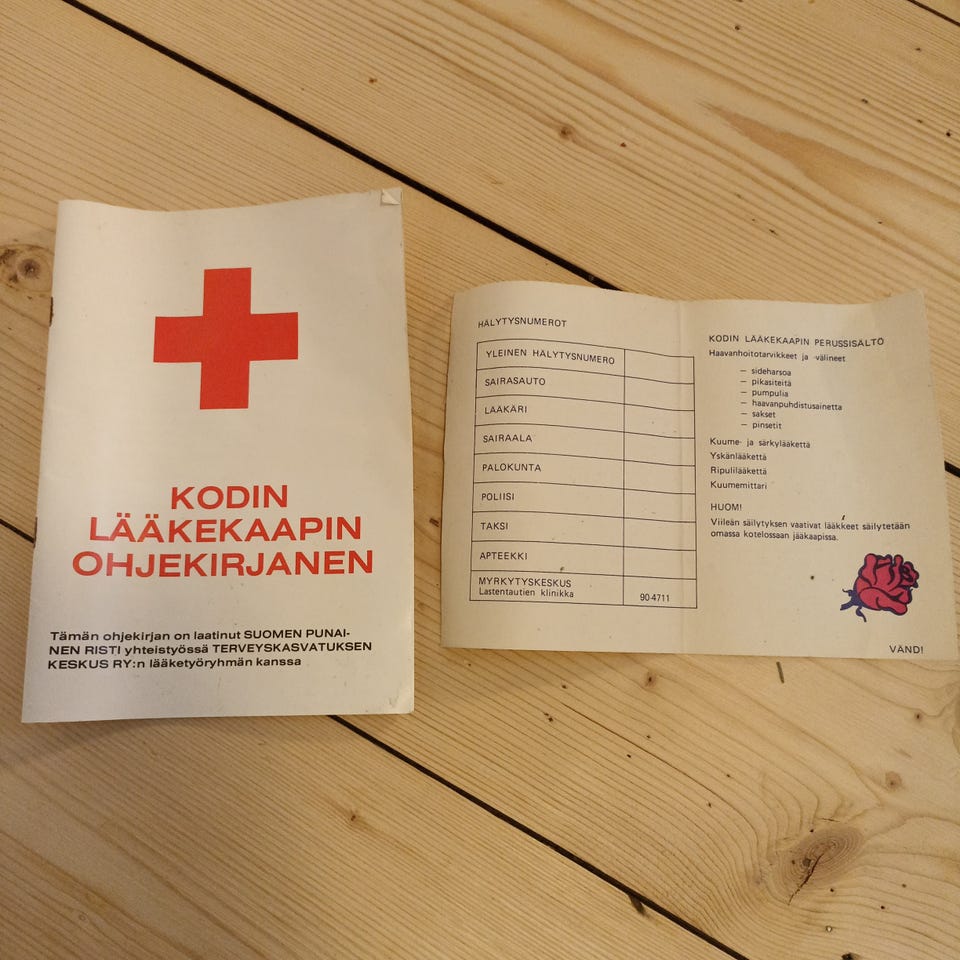 KODIN
LÄÄKEKAAPIN
OHJEKIRJANEN
Tämän ohjekirjan on laatinut SUOMEN PUNAI-
NEN RISTI yhteistyössä TERVEYSKASVATUKSEN
KESKUS RY:n lääketyöryhmän kanssa
HÄLYTYSNUMEROT
YLEINEN HÄLYTYSNUMERO
SAIRASAUTO
LÄÄKÄRI
SAIRAALA
PALOKUNTA
POLIISI
TAKSI
APTEEKKI
MYRKYTYSKESKUS
Lastentautien klinikka 90-4711
KODIN LÄÄKEKAAPIN PERUSSISÄLTÖ
Haavanhoitotarvikkeet ja -välineet
— sideharsoa
— pikasiteitä
— pumpulia
— haavanpuhdistusainetta
— sakset
— pinsetit
Kuume- ja särkylääkettä
Yskänlääkettä
Ripulilääkettä
Kuumemittari
HUOM!
Viileän säilytyksen vaativat lääkkeet säilytetään
omassa kotelossaan jääkaapissa.
VÄND!